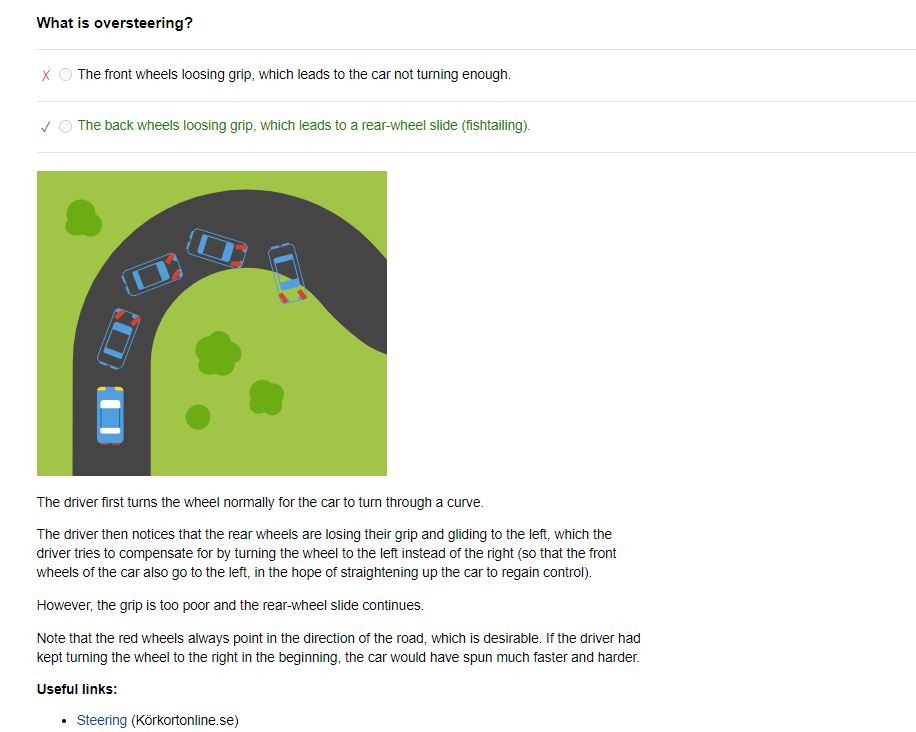 What is oversteering?
The front wheels loosing grip, which leads to the car not turning enough.
The back wheels loosing grip, which leads to a rear-wheel slide (fishtailing).
The driver first turns the wheel normally for the car to turn through a curve.
The driver then notices that the rear wheels are losing their grip and gliding to the left, which the
driver tries to compensate for by turning the wheel to the left instead of the right (so that the front
wheels of the car also go to the left, in the hope of straightening up the car to regain control).
However, the grip is too poor and the rear-wheel slide continues.
Note that the red wheels always point in the direction of the road, which is desirable. If the driver had
kept turning the wheel to the right in the beginning, the car would have spun much faster and harder.
Useful links:
Steering (Körkortonline.se)